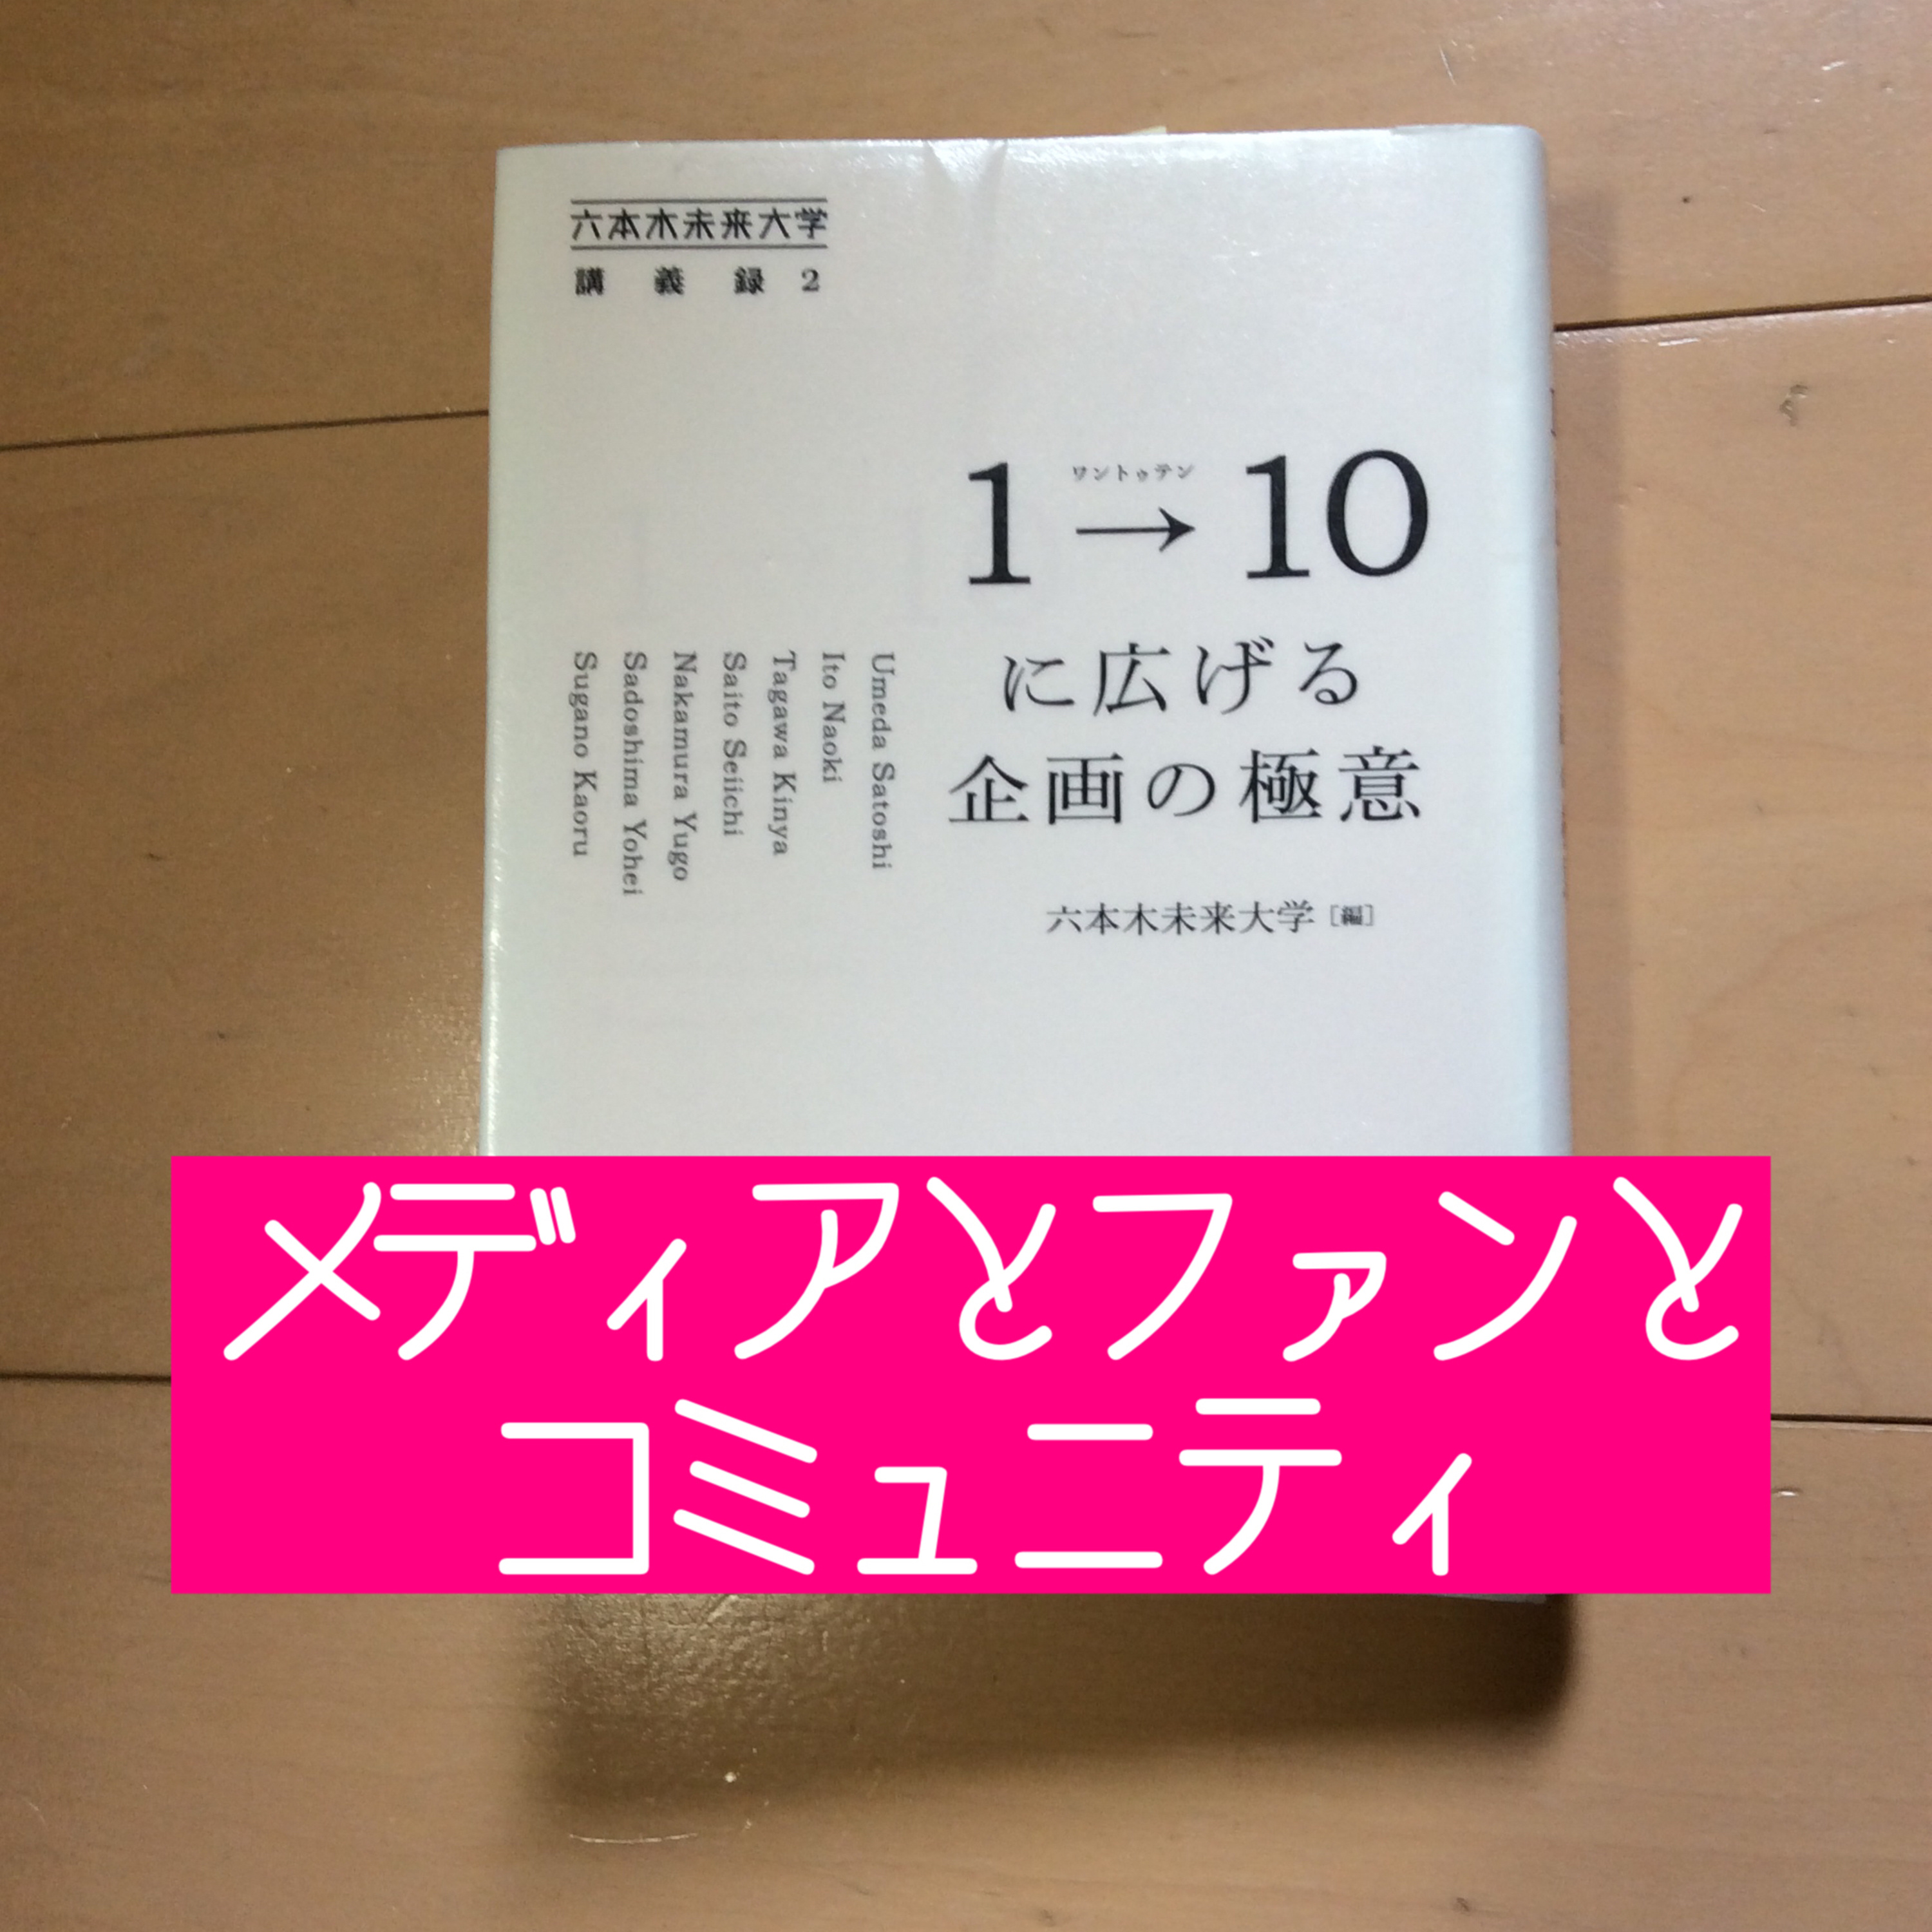 六本木未来大学
講義録2
ワントゥテン
1→10
に広げる
企画の極意
六本木未来大学［編］
Umeda Satoshi
Ito Naoki
Tagawa Kinya
Saito Seiichi
Nakamura Yugo
Sadoshima Yohei
Sugano Kaoru
メディアとファンと
コミュニティ